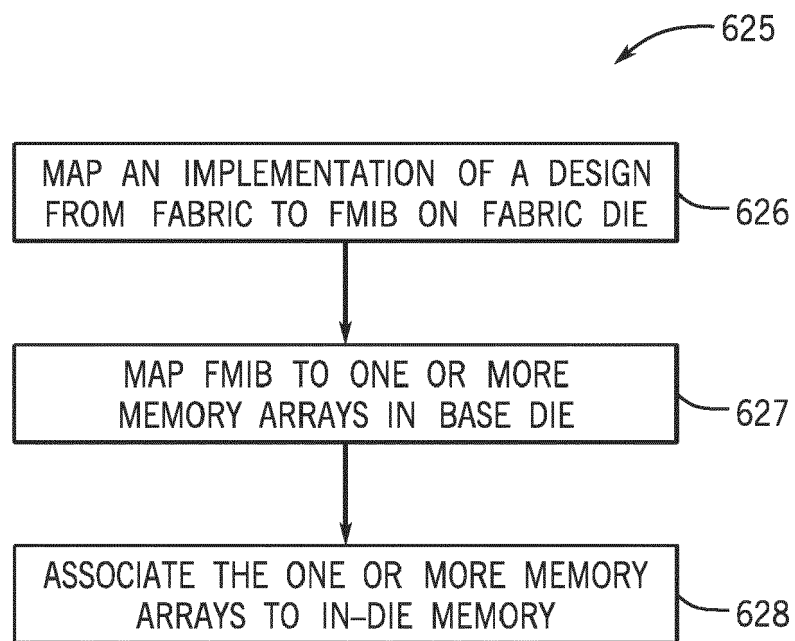 625
MAP AN IMPLEMENTATION OF A DESIGN
FROM FABRIC TO FMIB ON FABRIC DIE
626
MAP FMIB TO ONE OR MORE
MEMORY ARRAYS IN BASE DIE
627
ASSOCIATE THE ONE OR MORE MEMORY
ARRAYS TO IN–DIE MEMORY
628